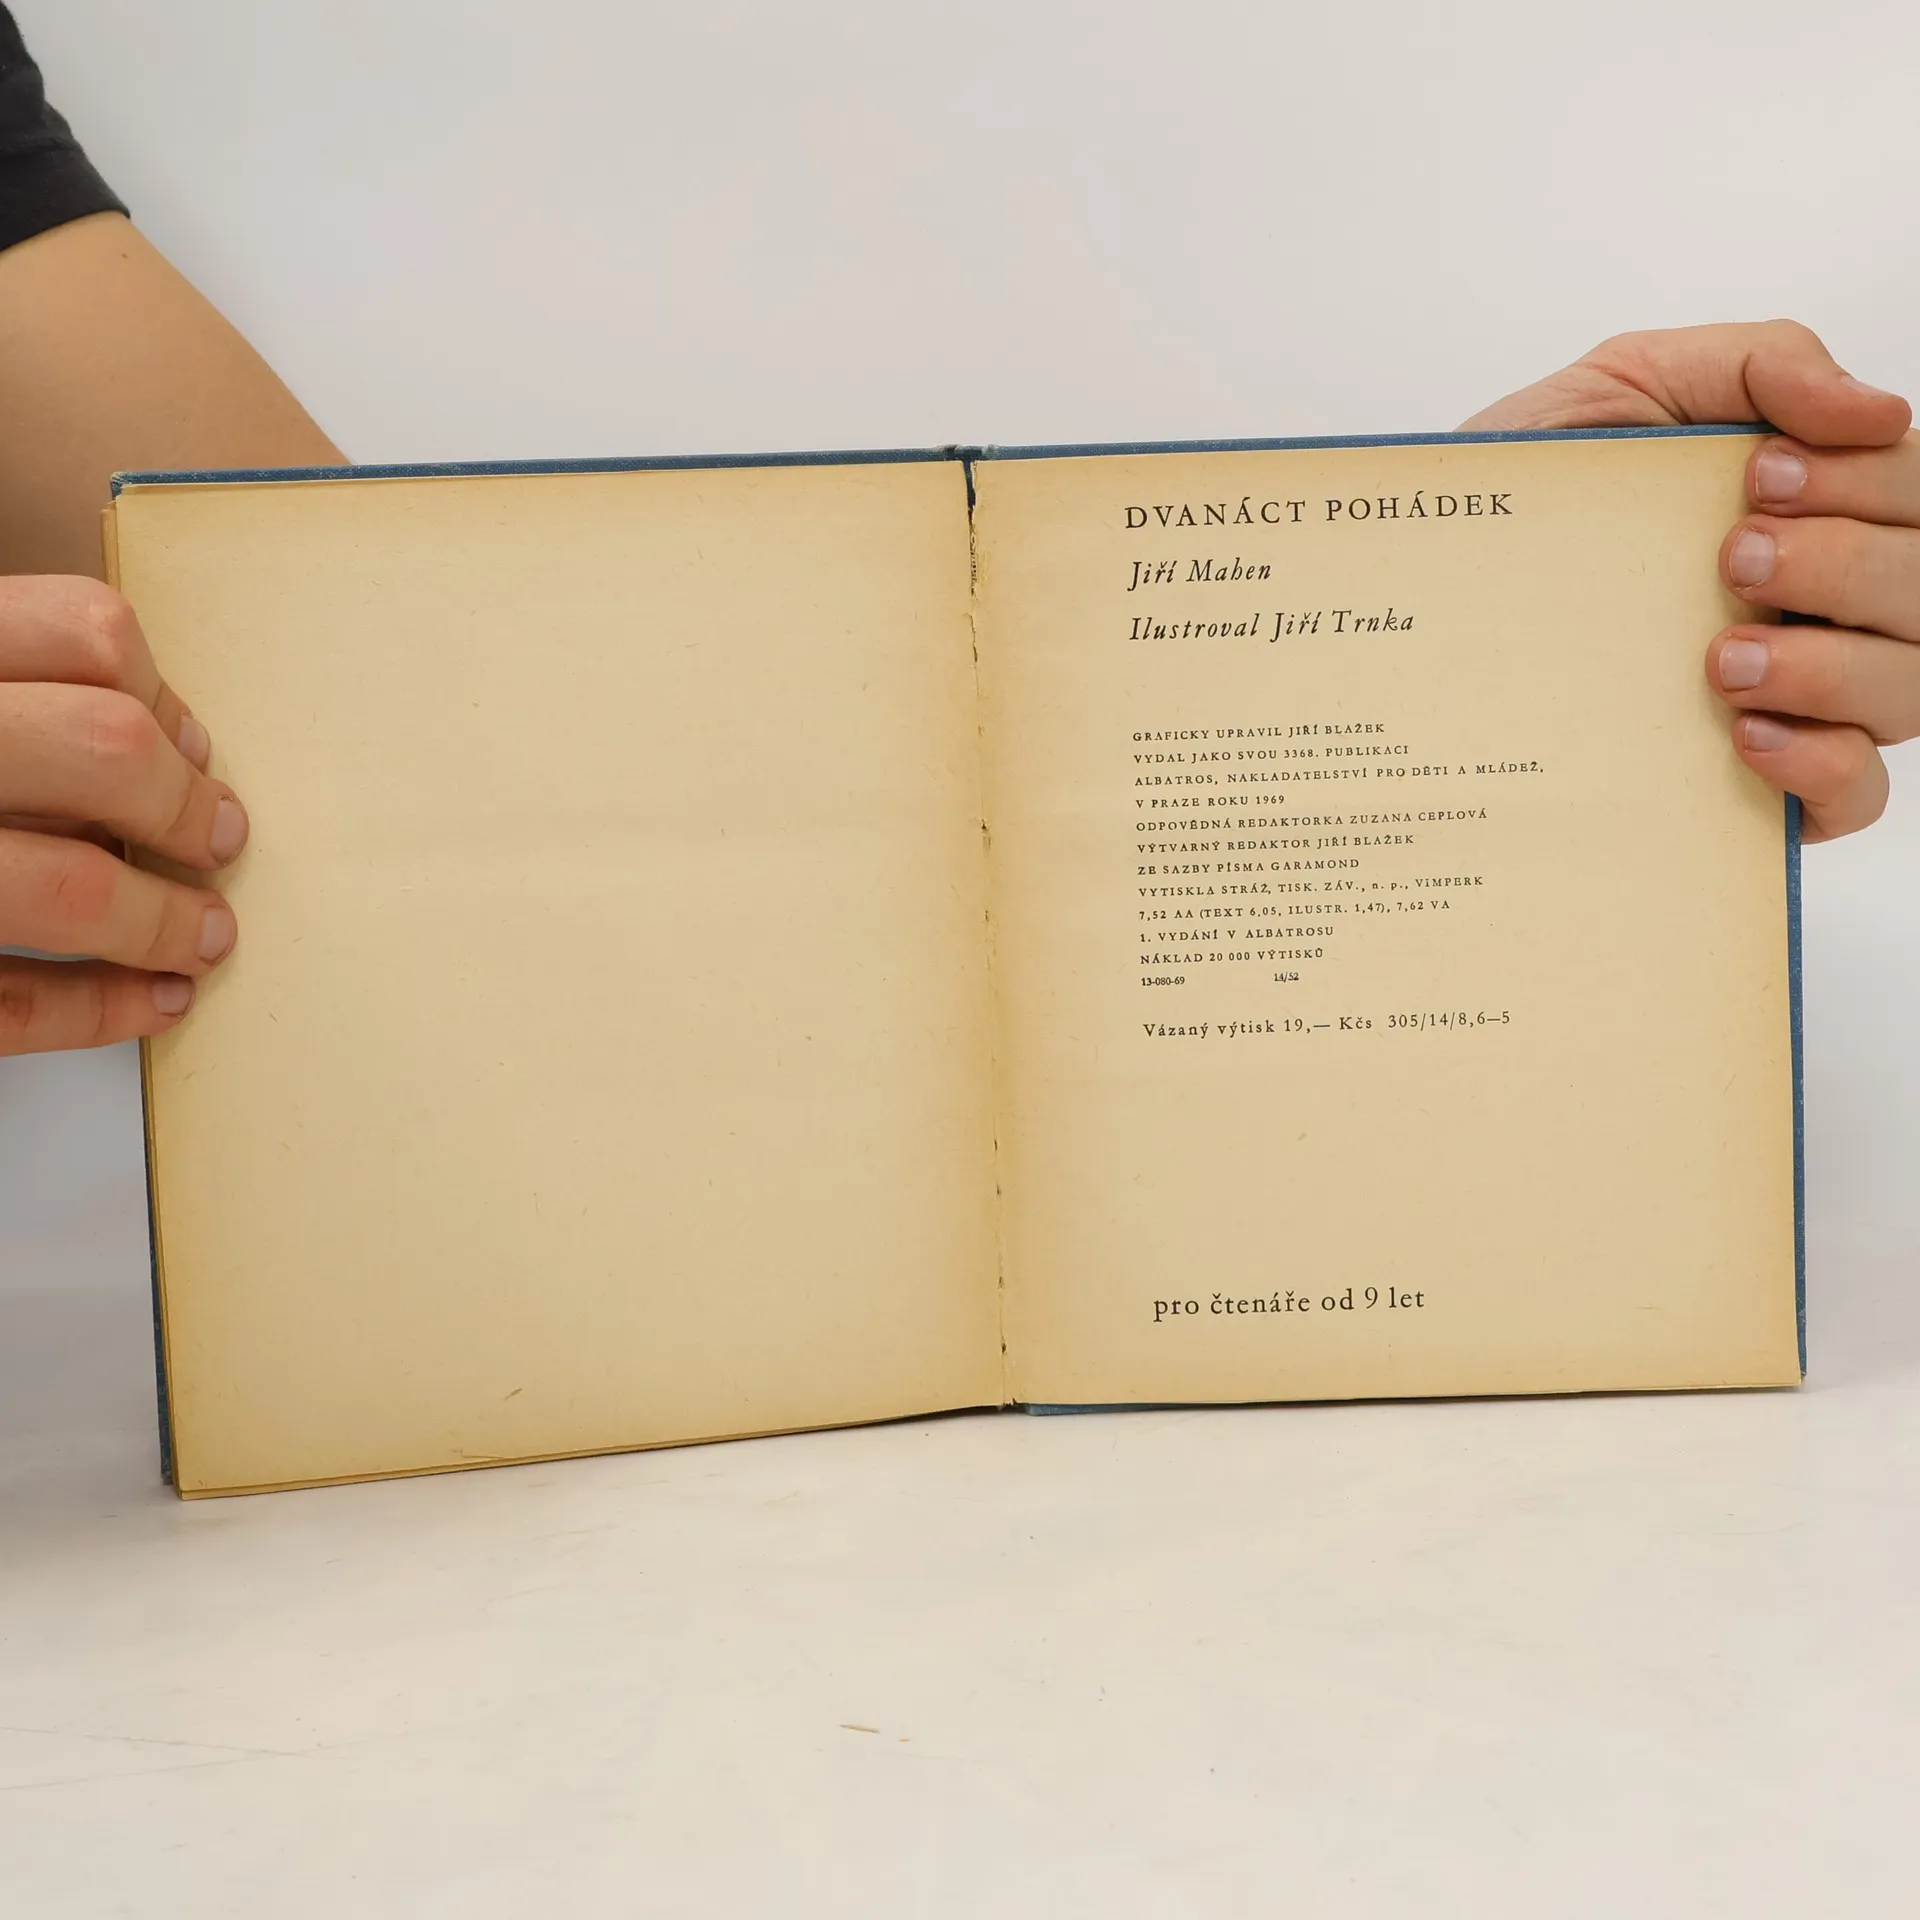 DVANÁCT POHÁDEK
Jiří Mahen
Ilustroval Jiří Trnka
GRAFICKY UPRAVIL JIŘÍ BLAŽEK
VYDAL JAKO SVOU 3368. PUBLIKACI
ALBATROS, NAKLADATELSTVÍ PRO DĚTI A MLÁDEŽ,
V PRAZE ROKU 1969
ODPOVĚDNÁ REDAKTORKA ZUZANA CEPLOVÁ
VÝTVARNÝ REDAKTOR JIŘÍ BLAŽEK
ZE SAZBY PÍSMA GARAMOND
VYTISKLA STRÁŽ, TISK. ZÁV., n. p., VIMPERK
7,52 AA (TEXT 6,05, ILUSTR. 1,47), 7,62 VA
1. VYDÁNÍ V ALBATROSU
NÁKLAD 20 000 VÝTISKŮ
13-080-69 14/52
Vázaný výtisk 19,— Kčs 305/14/8,6—5
pro čtenáře od 9 let